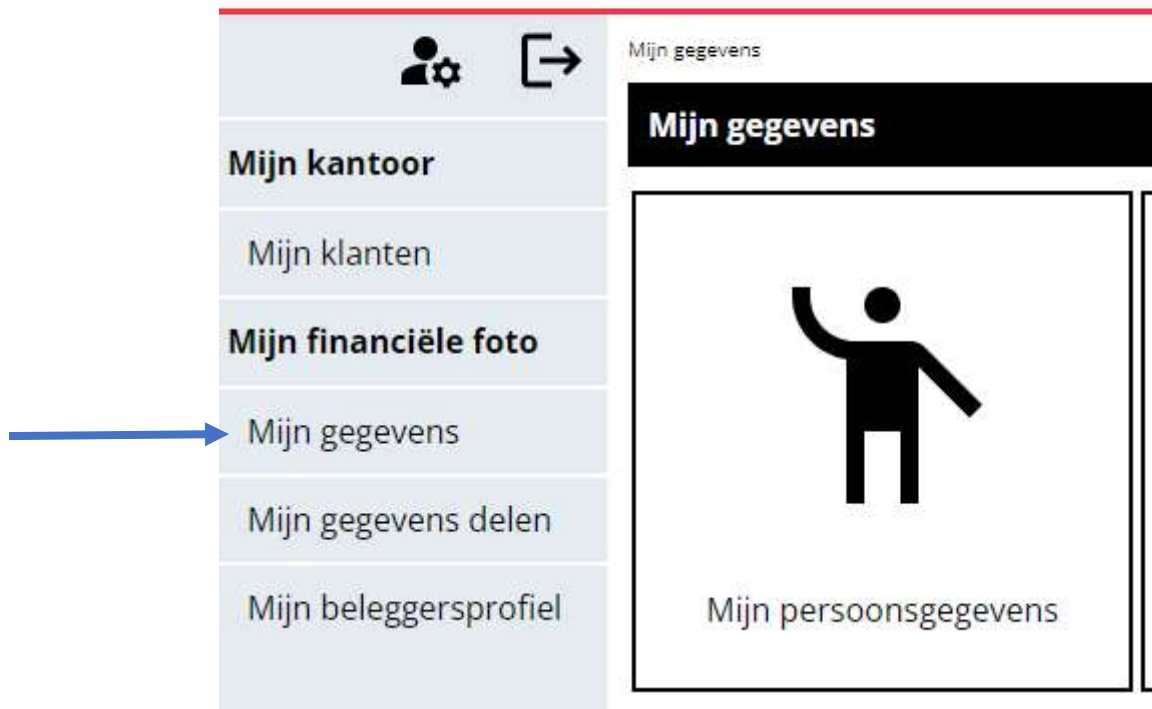 Mijn kantoor
Mijn klanten
Mijn financiële foto
Mijn gegevens
Mijn gegevens delen
Mijn beleggersprofiel
Mijn gegevens
Mijn gegevens
Mijn persoonsgegevens